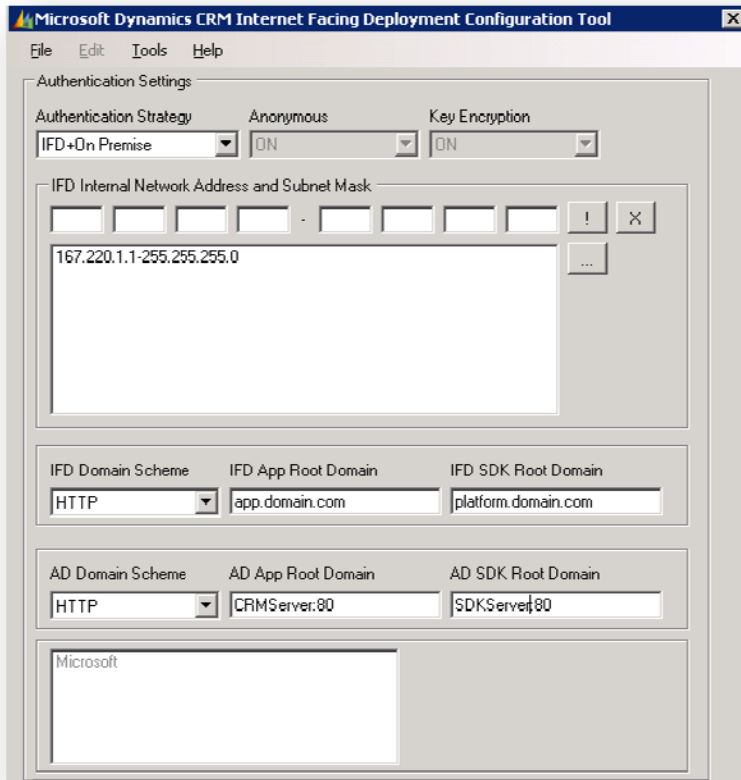 Microsoft Dynamics CRM Internet Facing Deployment Configuration Tool X
File Edit Tools Help
Authentication Settings
Authentication Strategy Anonymous Key Encryption
IFD+On Premise ON ON
IFD Internal Network Address and Subnet Mask
- ! X
167.220.1.1-255.255.255.0 ...
IFD Domain Scheme IFD App Root Domain IFD SDK Root Domain
HTTP app.domain.com platform.domain.com
AD Domain Scheme AD App Root Domain AD SDK Root Domain
HTTP CRMServer:80 SDKServer:80
Microsoft